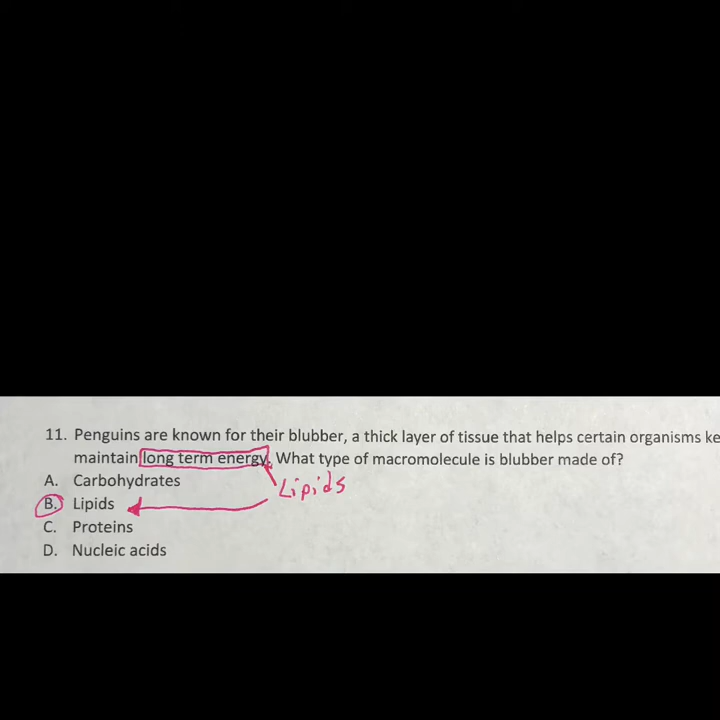 11. Penguins are known for their blubber, a thick layer of tissue that helps certain organisms ke
maintain long term energy. What type of macromolecule is blubber made of?
A. Carbohydrates
Lipids
B. Lipids
C. Proteins
D. Nucleic acids